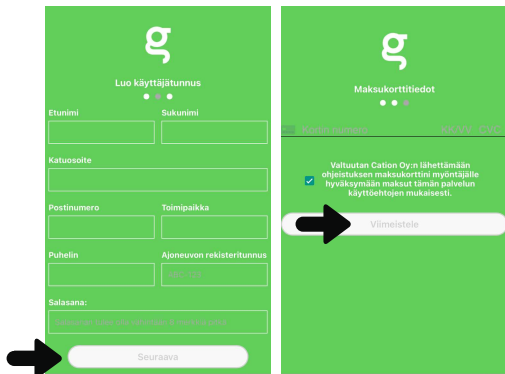 g
Luo käyttäjätunnus
Etunimi
Sukunimi
Katuosoite
Postinumero
Toimipaikka
Puhelin
Ajoneuvon rekisteritunnus
Salasana:
Seuraava
g
Maksukorttitiedot
Valtuutan Cation Oy:n lähettämään
ohjeistuksen maksukorttini myöntäjälle
hyväksymään maksut tämän palvelun
käyttöehtojen mukaisesti.
Viimeistele